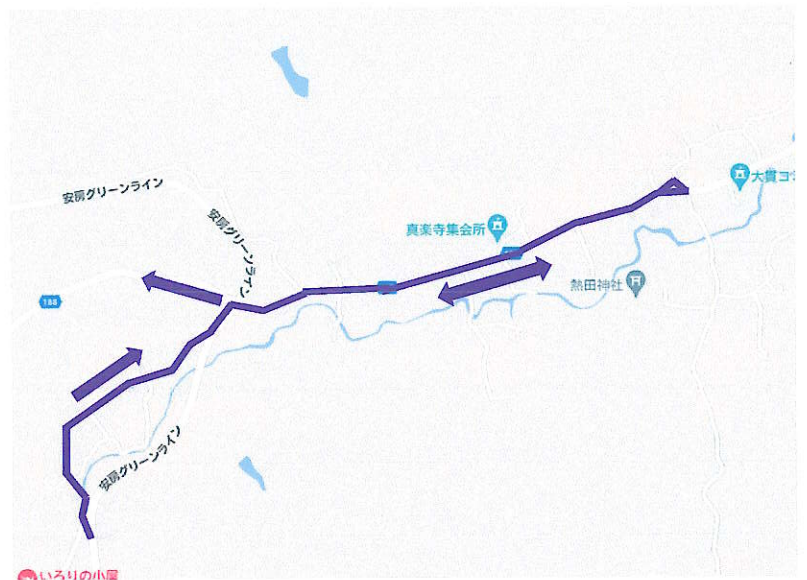 安房グリーンライン
安房グリーンライン
大貫ヨ
真楽寺集会所
熱田神社
188
安房グリーンライン
いろりの小屋